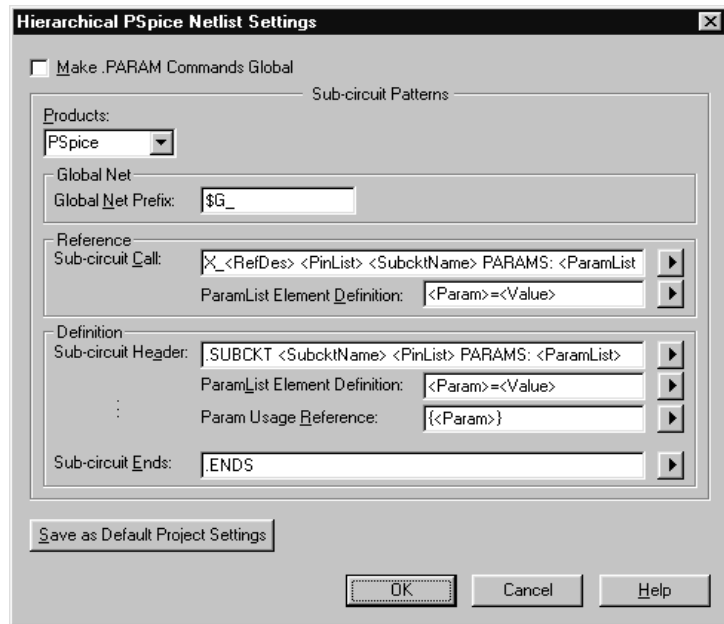 Hierarchical PSpice Netlist Settings
Make .PARAM Commands Global
Sub-circuit Patterns
Products:
PSpice
Global Net
Global Net Prefix: $G_
Reference
Sub-circuit Call: X_<RefDes> <PinList> <SubcktName> PARAMS: <ParamList
ParamList Element Definition: <Param>=<Value>
Definition
Sub-circuit Header: .SUBCKT <SubcktName> <PinList> PARAMS: <ParamList>
ParamList Element Definition: <Param>=<Value>
Param Usage Reference: {<Param>}
Sub-circuit Ends: .ENDS
Save as Default Project Settings
OK Cancel Help